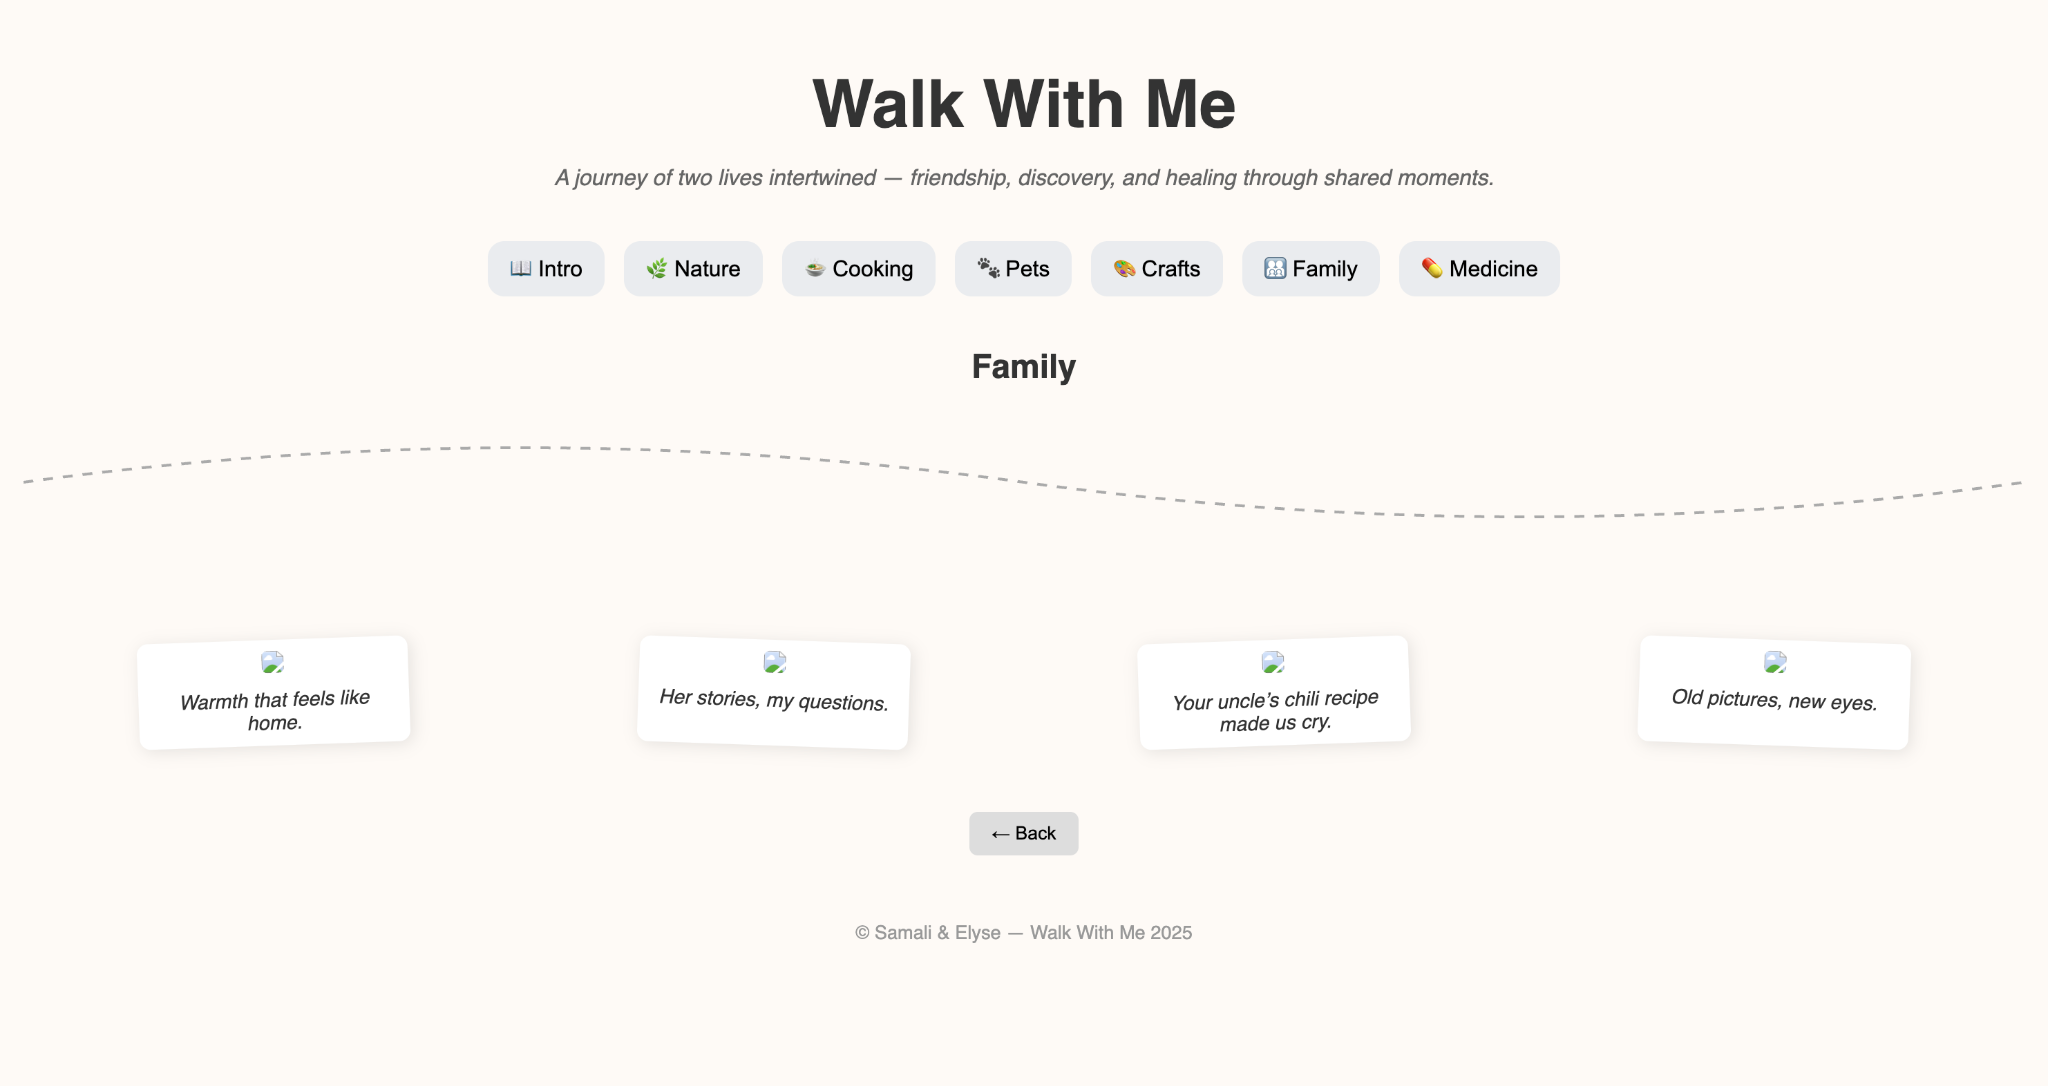 Walk With Me
A journey of two lives intertwined — friendship, discovery, and healing through shared moments.
📖 Intro
🌿 Nature
🍲 Cooking
🐾 Pets
🎨 Crafts
👪 Family
💊 Medicine
Family
Warmth that feels like
home.
Her stories, my questions.
Your uncle’s chili recipe
made us cry.
Old pictures, new eyes.
← Back
© Samali & Elyse — Walk With Me 2025